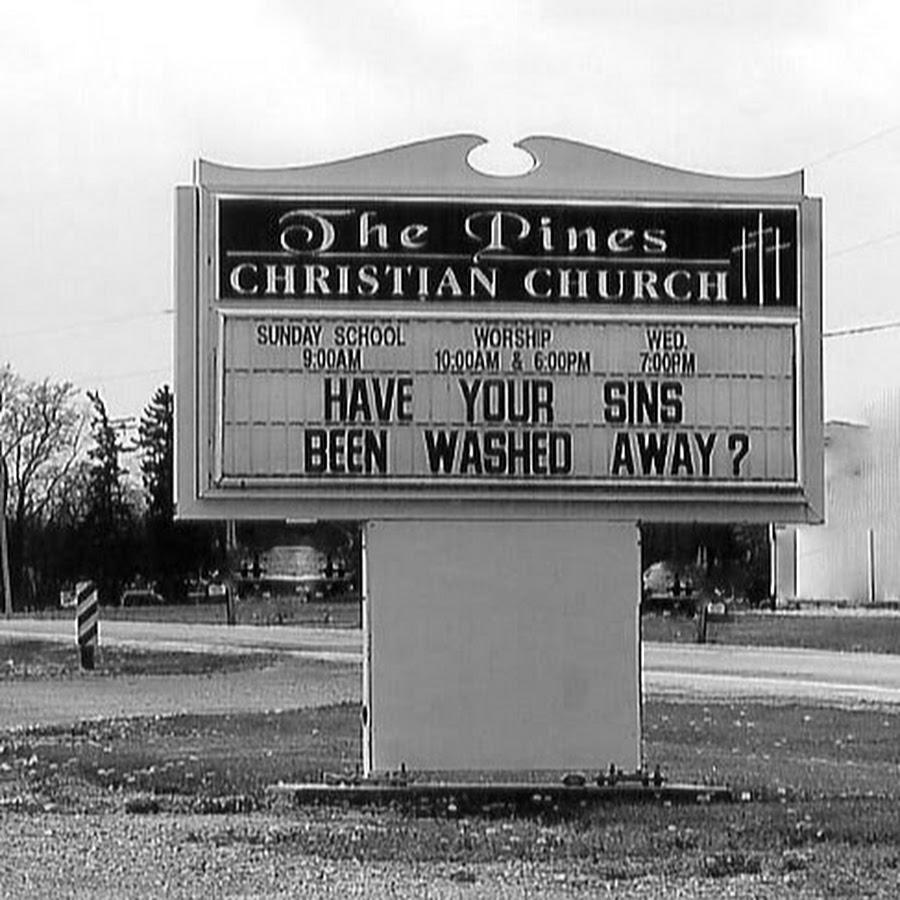 The Pines
CHRISTIAN CHURCH
SUNDAY SCHOOL WORSHIP WED.
9:00AM 10:00AM & 6:00PM 7:00PM
HAVE YOUR SINS
BEEN WASHED AWAY?